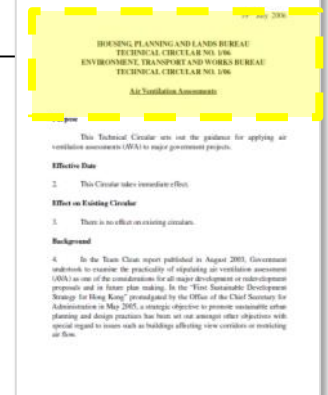 July 2006
HOUSING, PLANNING AND LANDS BUREAU
TECHNICAL CIRCULAR NO. 1/06
ENVIRONMENT, TRANSPORT AND WORKS BUREAU
TECHNICAL CIRCULAR NO. 1/06
Air Ventilation Assessments
This Technical Circular sets out the guidance for applying air
ventilation assessments (AVA) to major government projects.
Effective Date
2. This Circular takes immediate effect.
Effect on Existing Circular
3. There is no effect on existing circulars.
Background
4. In the Team Clean report published in August 2003, Government
undertook to examine the practicality of stipulating air ventilation assessment
(AVA) as one of the considerations for all major development or redevelopment
proposals and in future plan making. In the "First Sustainable Development
Strategy for Hong Kong" promulgated by the Office of the Chief Secretary for
Administration in May 2005, a strategic objective to promote sustainable urban
planning and design practices has been set out amongst other objectives with
special regard to issues such as buildings affecting view corridors or restricting
air flow.